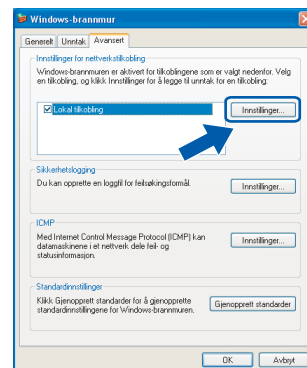 Windows-brannmur
Generelt Unntak Avansert
Innstillinger for nettverkstilkobling
Windows-brannmuren er aktivert for tilkoblingene som er valgt nedenfor. Velg
en tilkobling, og klikk Innstillinger for å legge til unntak for en tilkobling:
Lokal tilkobling
Innstillinger...
Sikkerhetslogging
Du kan opprette en loggfil for feilsøkingsformål.
Innstillinger...
ICMP
Med Internet Control Message Protocol (ICMP) kan
datamaskinene i et nettverk dele feil- og
statusinformasjon.
Innstillinger...
Standardinnstillinger
Klikk Gjenopprett standarder for å gjenopprette
standardinnstillingene for Windows-brannmuren.
Gjenopprett standarder
OK Avbryt